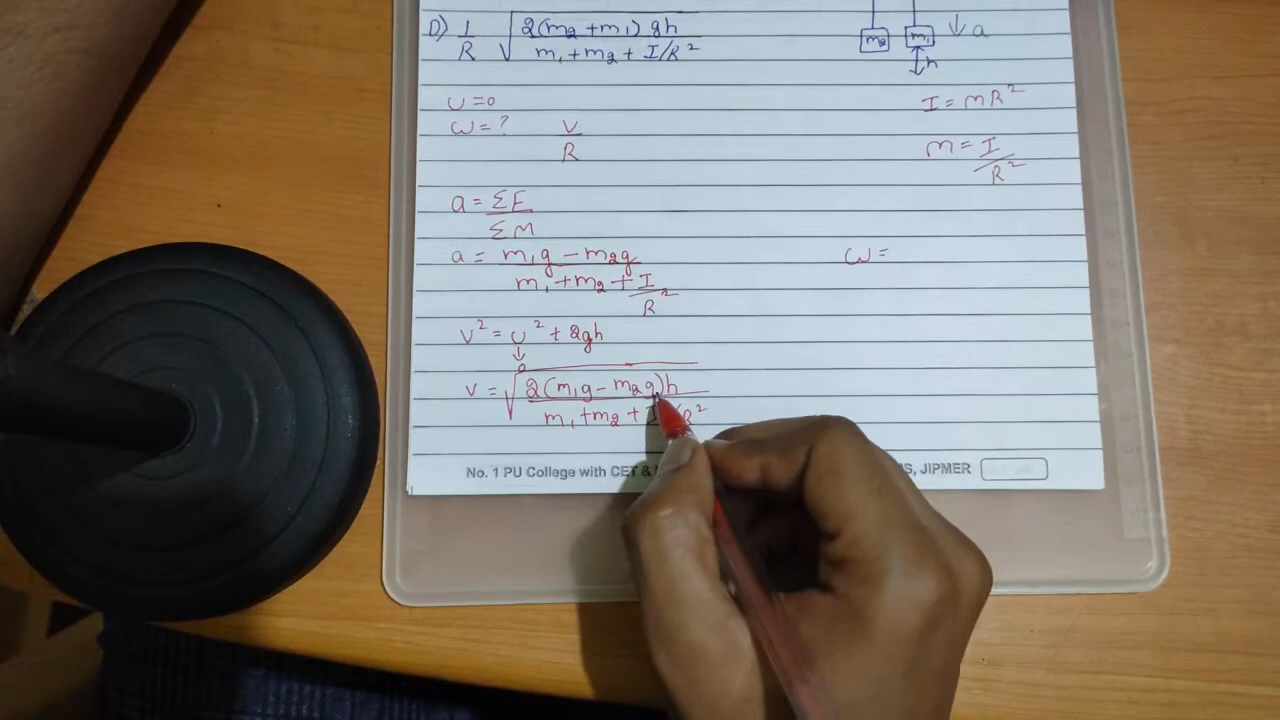 D) 1/R √(2(m₂+m₁)gh / m₁+m₂+I/R²)
m₂ m₁ ↓a
h
u=0
I = mR²
ω=? V/R
m = I/R²
a = ΣF/ΣM
a = m₁g − m₂g / m₁+m₂+I/R²
ω =
V² = u² + 2gh
↓
0
V = √(2(m₁g − m₂g)h / m₁+m₂+I/R²)
No. 1 PU College with CET & S, JIPMER